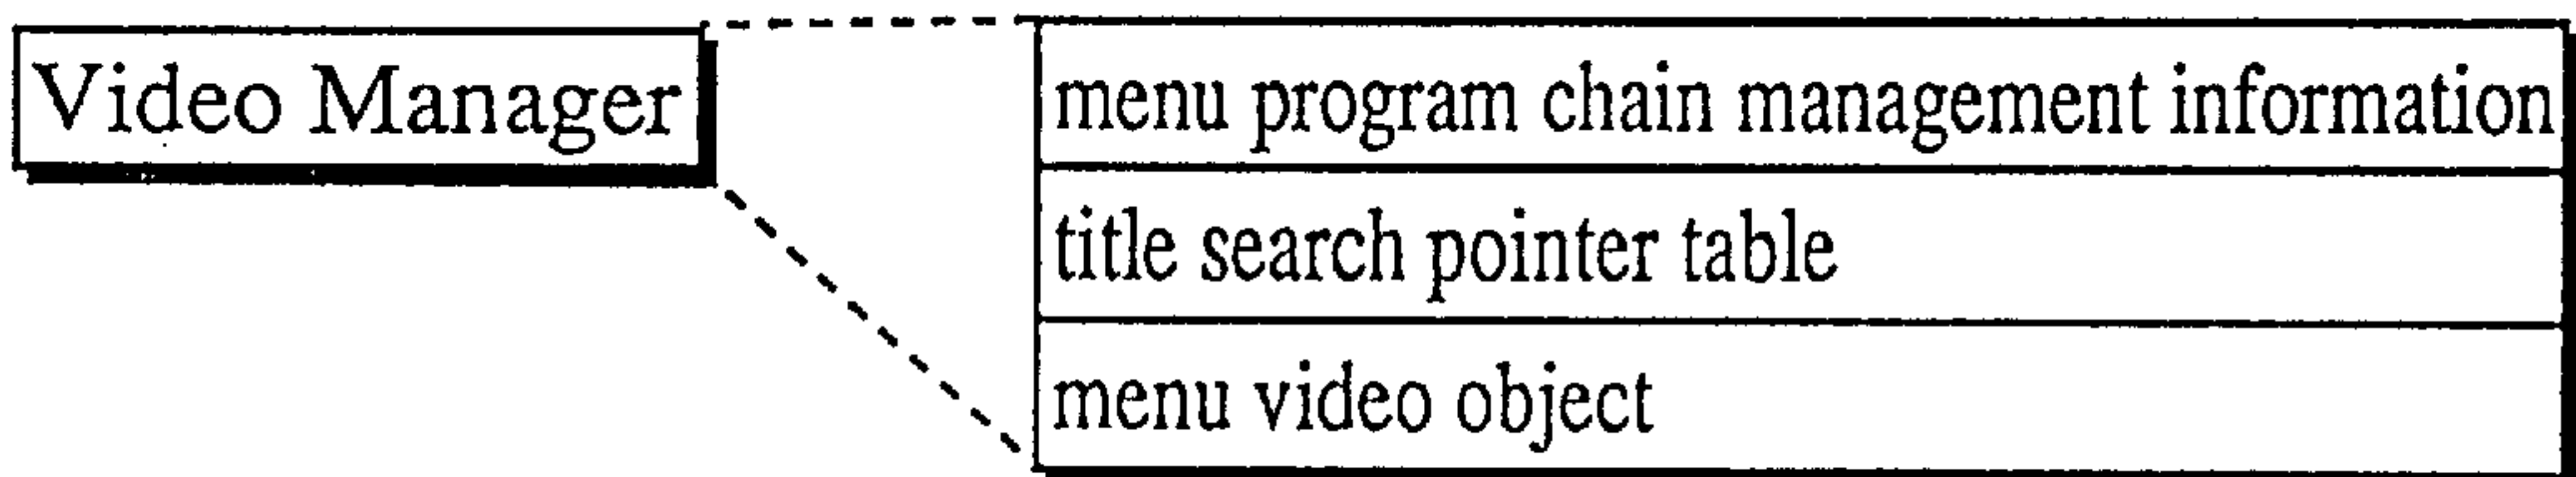 Video Manager
menu program chain management information
title search pointer table
menu video object